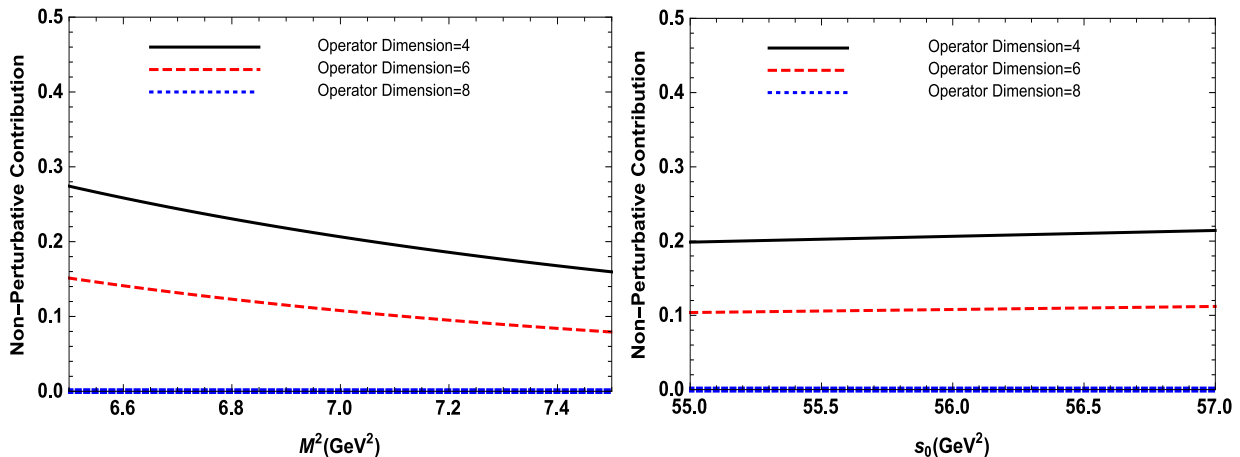 Non-Perturbative Contribution
0.5
0.4
0.3
0.2
0.1
0.0
Operator Dimension=4
Operator Dimension=6
Operator Dimension=8
6.6 6.8 7.0 7.2 7.4
M²(GeV²)
Non-Perturbative Contribution
0.5
0.4
0.3
0.2
0.1
0.0
Operator Dimension=4
Operator Dimension=6
Operator Dimension=8
55.0 55.5 56.0 56.5 57.0
s₀(GeV²)